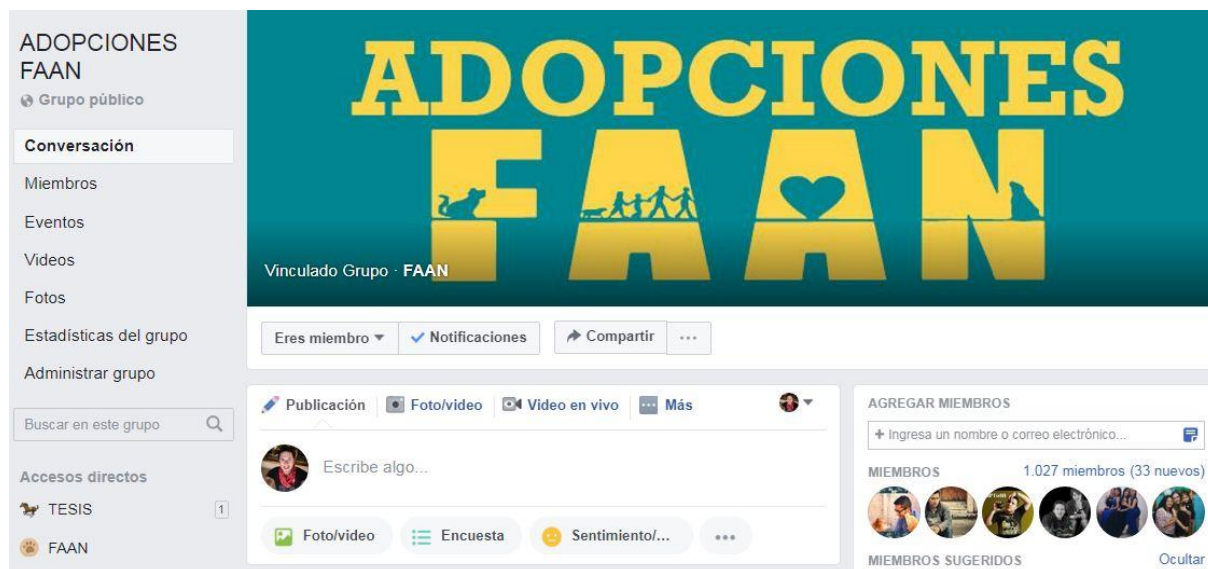 ADOPCIONES
FAAN
Grupo público
Conversación
Miembros
Eventos
Videos
Fotos
Estadísticas del grupo
Administrar grupo
Buscar en este grupo
Accesos directos
TESIS 1
FAAN
ADOPCIONES
FAAN
Vinculado Grupo · FAAN
Eres miembro
Notificaciones
Compartir
Publicación Foto/video Video en vivo Más
Escribe algo...
Foto/video Encuesta Sentimiento/...
AGREGAR MIEMBROS
+ Ingresa un nombre o correo electrónico...
MIEMBROS 1.027 miembros (33 nuevos)
MIEMBROS SUGERIDOS Ocultar